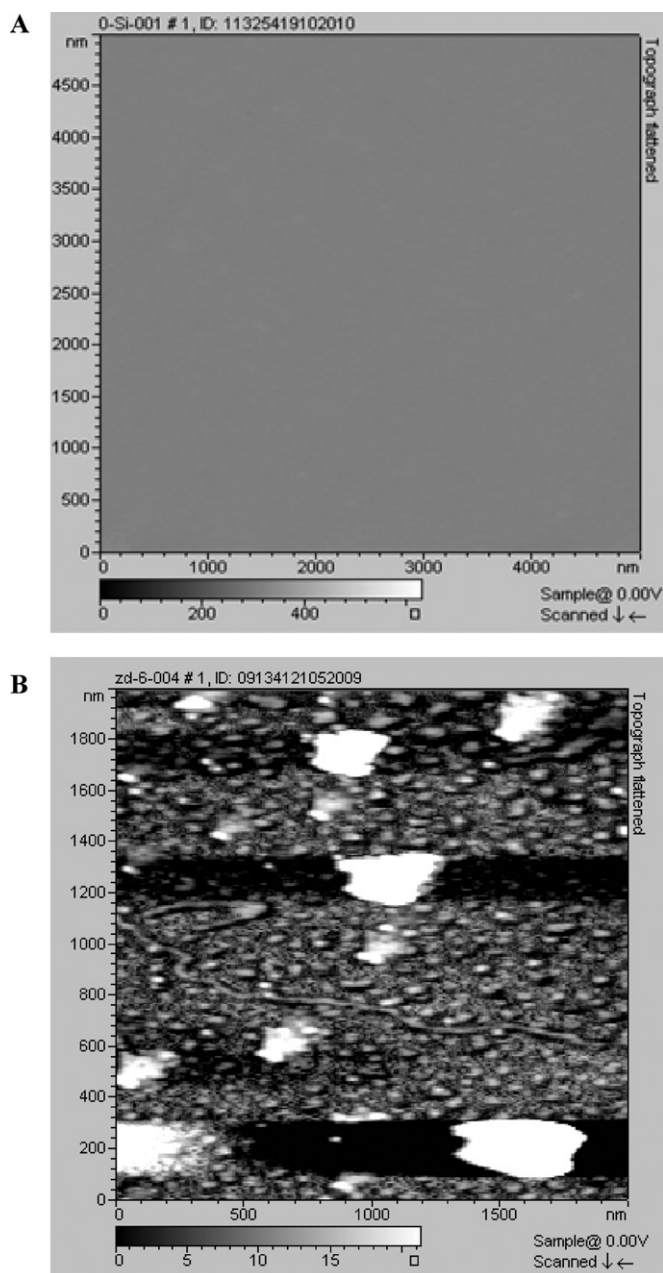 A
0-Si-001 # 1, ID: 11325419102010
nm
Topograph flattened
4500
4000
3500
3000
2500
2000
1500
1000
500
0
0 1000 2000 3000 4000 nm
0 200 400
Sample@ 0.00V
Scanned ↓←
B
zd-6-004 # 1, ID: 09134121052009
nm
Topograph flattened
1800
1600
1400
1200
1000
800
600
400
200
0
0 500 1000 1500 nm
0 5 10 15
Sample@ 0.00V
Scanned ↓←